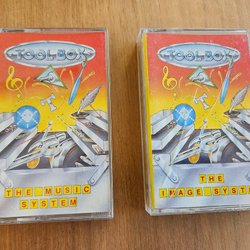 TOOLBOX
THE MUSIC
SYSTEM
TOOLBOX
THE
IMAGE SYSTEM